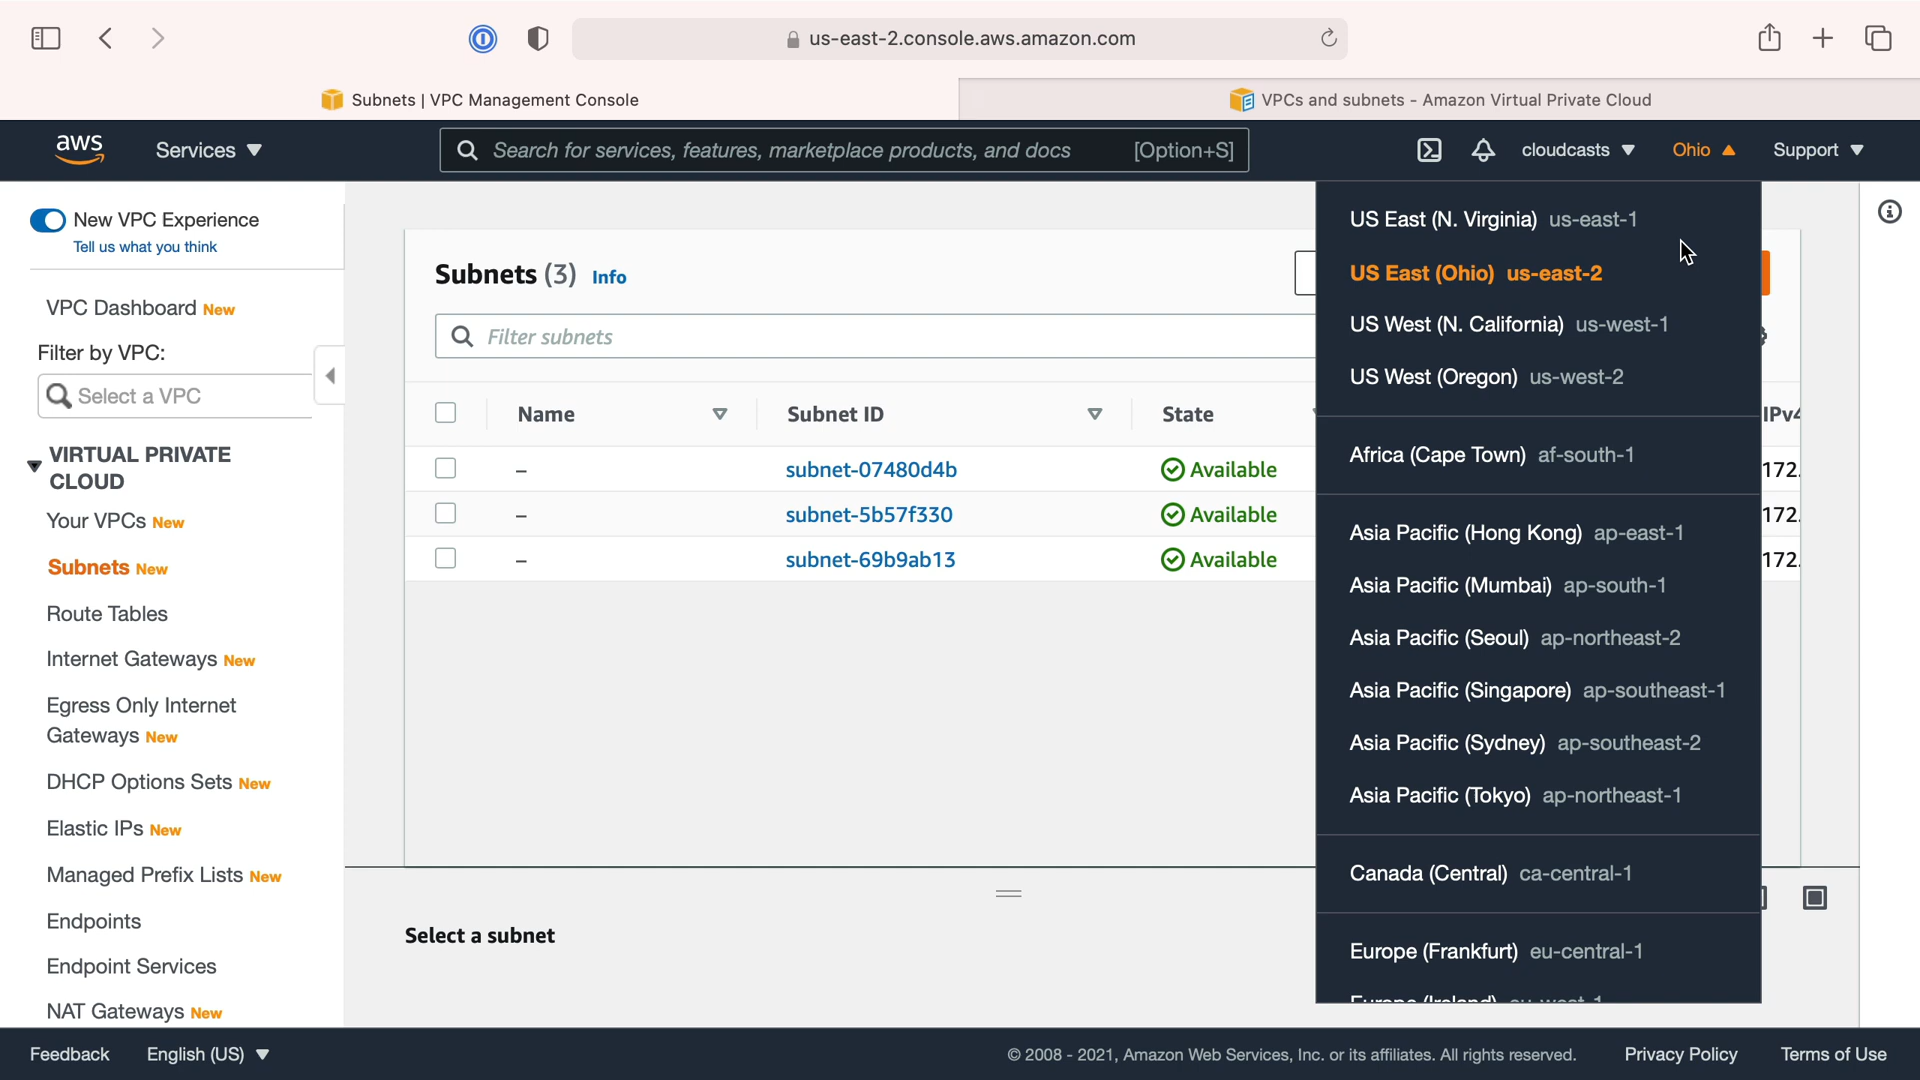 us-east-2.console.aws.amazon.com
Subnets | VPC Management Console
VPCs and subnets - Amazon Virtual Private Cloud
aws
Services
Search for services, features, marketplace products, and docs [Option+S]
cloudcasts
Ohio
Support
New VPC Experience
Tell us what you think
VPC Dashboard New
Filter by VPC:
Select a VPC
VIRTUAL PRIVATE
CLOUD
Your VPCs New
Subnets New
Route Tables
Internet Gateways New
Egress Only Internet
Gateways New
DHCP Options Sets New
Elastic IPs New
Managed Prefix Lists New
Endpoints
Endpoint Services
NAT Gateways New
Subnets (3) Info
Filter subnets
Name Subnet ID State IPv4
– subnet-07480d4b Available 172.
– subnet-5b57f330 Available 172.
– subnet-69b9ab13 Available 172.
Select a subnet
US East (N. Virginia) us-east-1
US East (Ohio) us-east-2
US West (N. California) us-west-1
US West (Oregon) us-west-2
Africa (Cape Town) af-south-1
Asia Pacific (Hong Kong) ap-east-1
Asia Pacific (Mumbai) ap-south-1
Asia Pacific (Seoul) ap-northeast-2
Asia Pacific (Singapore) ap-southeast-1
Asia Pacific (Sydney) ap-southeast-2
Asia Pacific (Tokyo) ap-northeast-1
Canada (Central) ca-central-1
Europe (Frankfurt) eu-central-1
Europe (Ireland) eu-west-1
Feedback
English (US)
© 2008 - 2021, Amazon Web Services, Inc. or its affiliates. All rights reserved.
Privacy Policy
Terms of Use